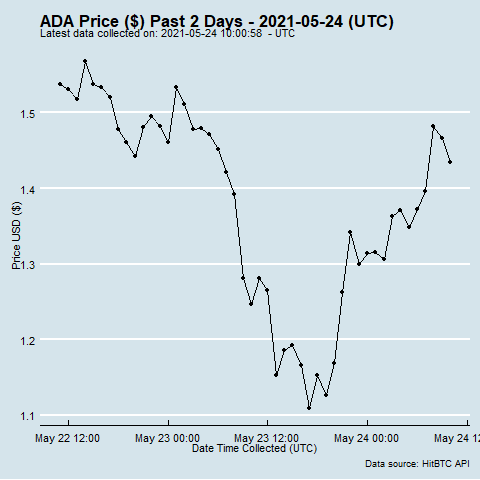 ADA Price ($) Past 2 Days - 2021-05-24 (UTC)
Latest data collected on: 2021-05-24 10:00:58 - UTC
Price USD ($)
1.5
1.4
1.3
1.2
1.1
May 22 12:00
May 23 00:00
May 23 12:00
May 24 00:00
May 24 12
Date Time Collected (UTC)
Data source: HitBTC API